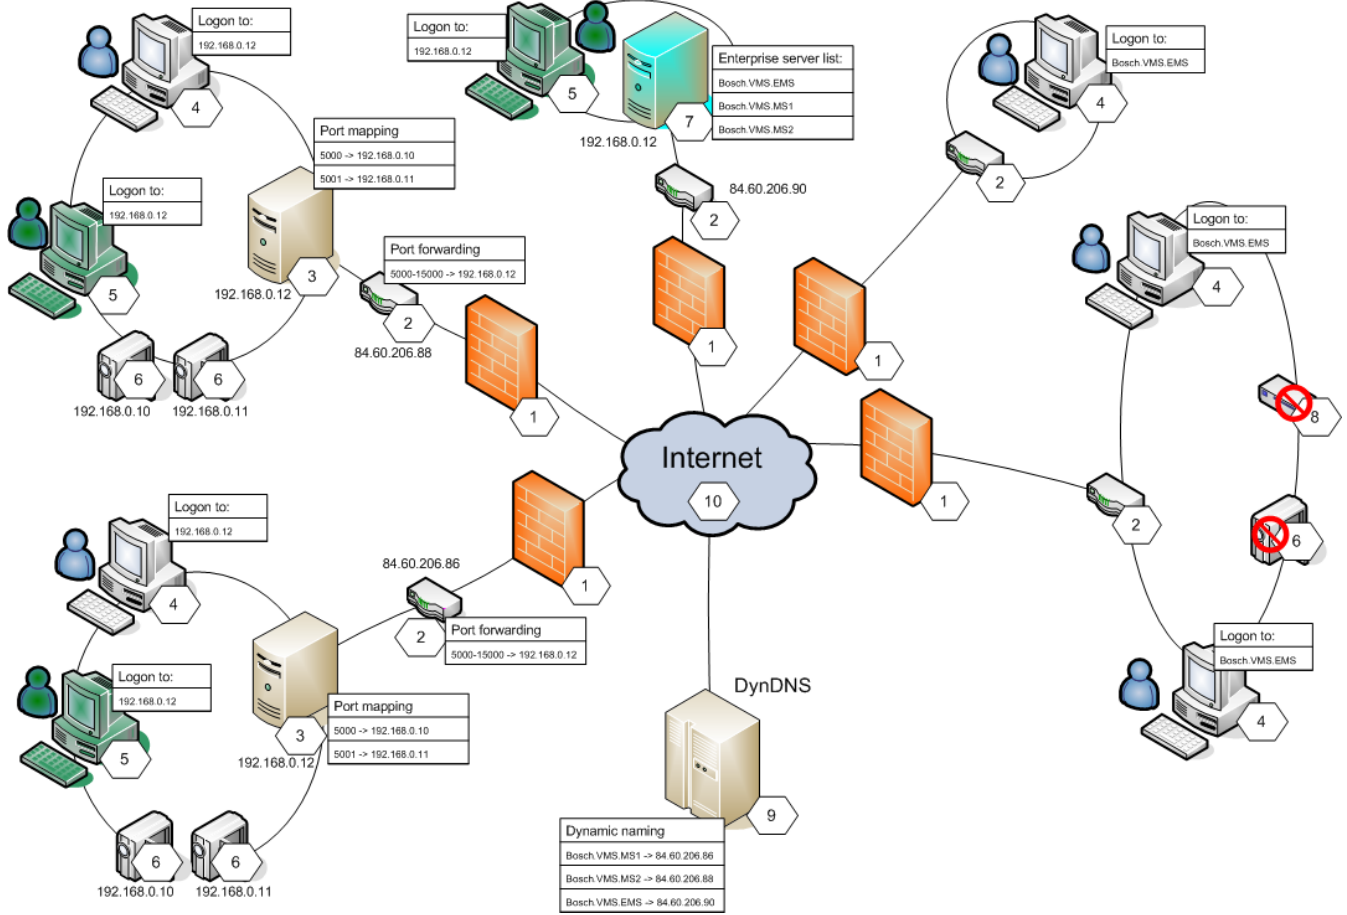 Logon to:
192.168.0.12
4
Port mapping
5000 -> 192.168.0.10
5001 -> 192.168.0.11
Logon to:
192.168.0.12
5
3
192.168.0.12
Port forwarding
5000-15000 -> 192.168.0.12
2
84.60.206.88
1
6
6
192.168.0.10
192.168.0.11
Logon to:
192.168.0.12
5
7
192.168.0.12
Enterprise server list:
Bosch.VMS.EMS
Bosch.VMS.MS1
Bosch.VMS.MS2
84.60.206.90
2
1
Logon to:
Bosch.VMS.EMS
4
2
1
Logon to:
Bosch.VMS.EMS
4
8
6
2
1
Logon to:
Bosch.VMS.EMS
4
Internet
10
Logon to:
192.168.0.12
4
84.60.206.86
1
2
Port forwarding
5000-15000 -> 192.168.0.12
Logon to:
192.168.0.12
5
3
192.168.0.12
Port mapping
5000 -> 192.168.0.10
5001 -> 192.168.0.11
6
6
192.168.0.10
192.168.0.11
DynDNS
9
Dynamic naming
Bosch.VMS.MS1 -> 84.60.206.86
Bosch.VMS.MS2 -> 84.60.206.88
Bosch.VMS.EMS -> 84.60.206.90